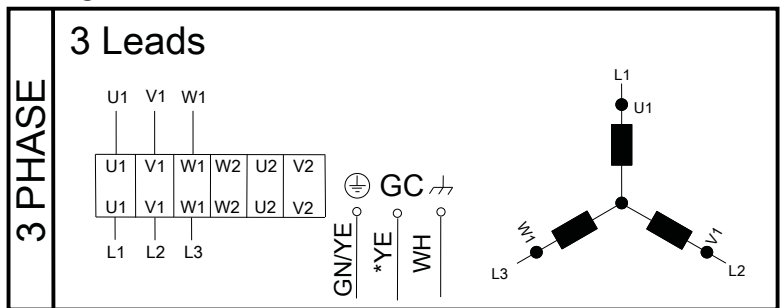 3 PHASE
3 Leads
U1 V1 W1
U1 V1 W1 W2 U2 V2
U1 V1 W1 W2 U2 V2
L1 L2 L3
GC
GN/YE
*YE
WH
L1
U1
W1
V1
L3
L2